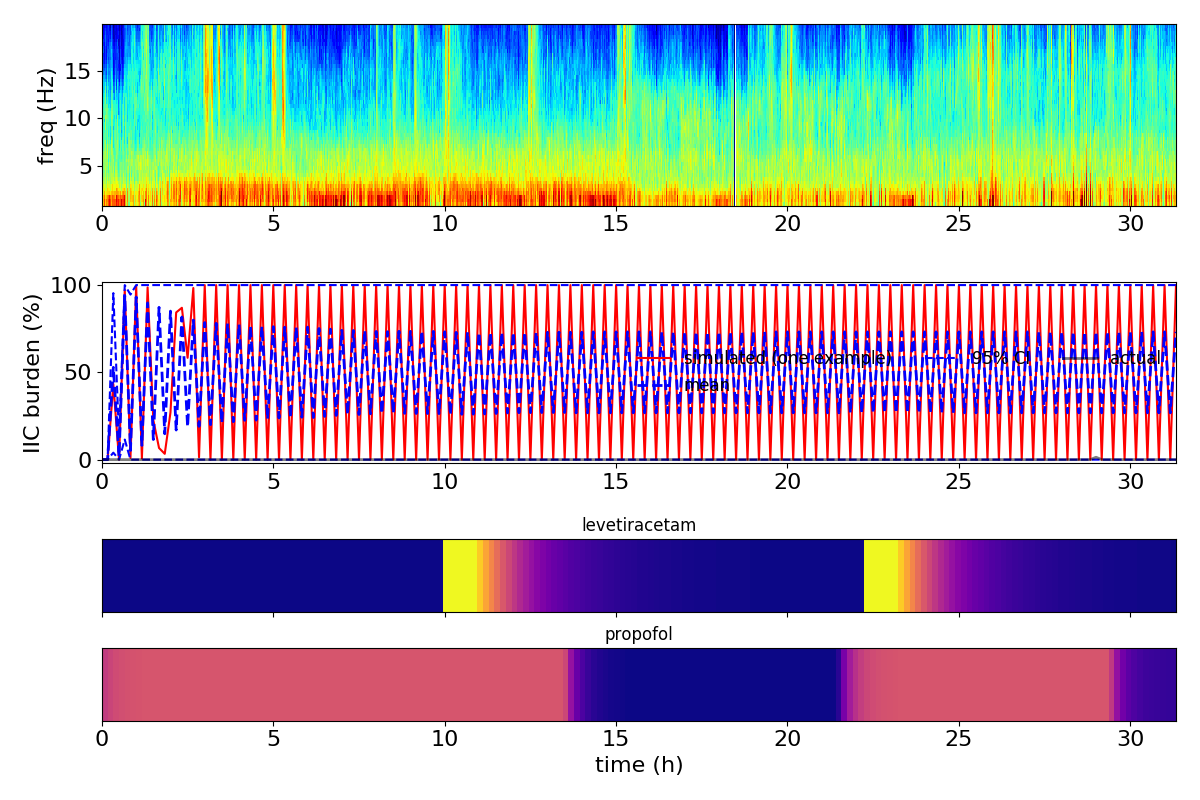 freq (Hz)
15
10
5
0 5 10 15 20 25 30
IIC burden (%)
100
50
0
simulated (one example) 95% CI actual
mean
0 5 10 15 20 25 30
levetiracetam
propofol
0 5 10 15 20 25 30
time (h)